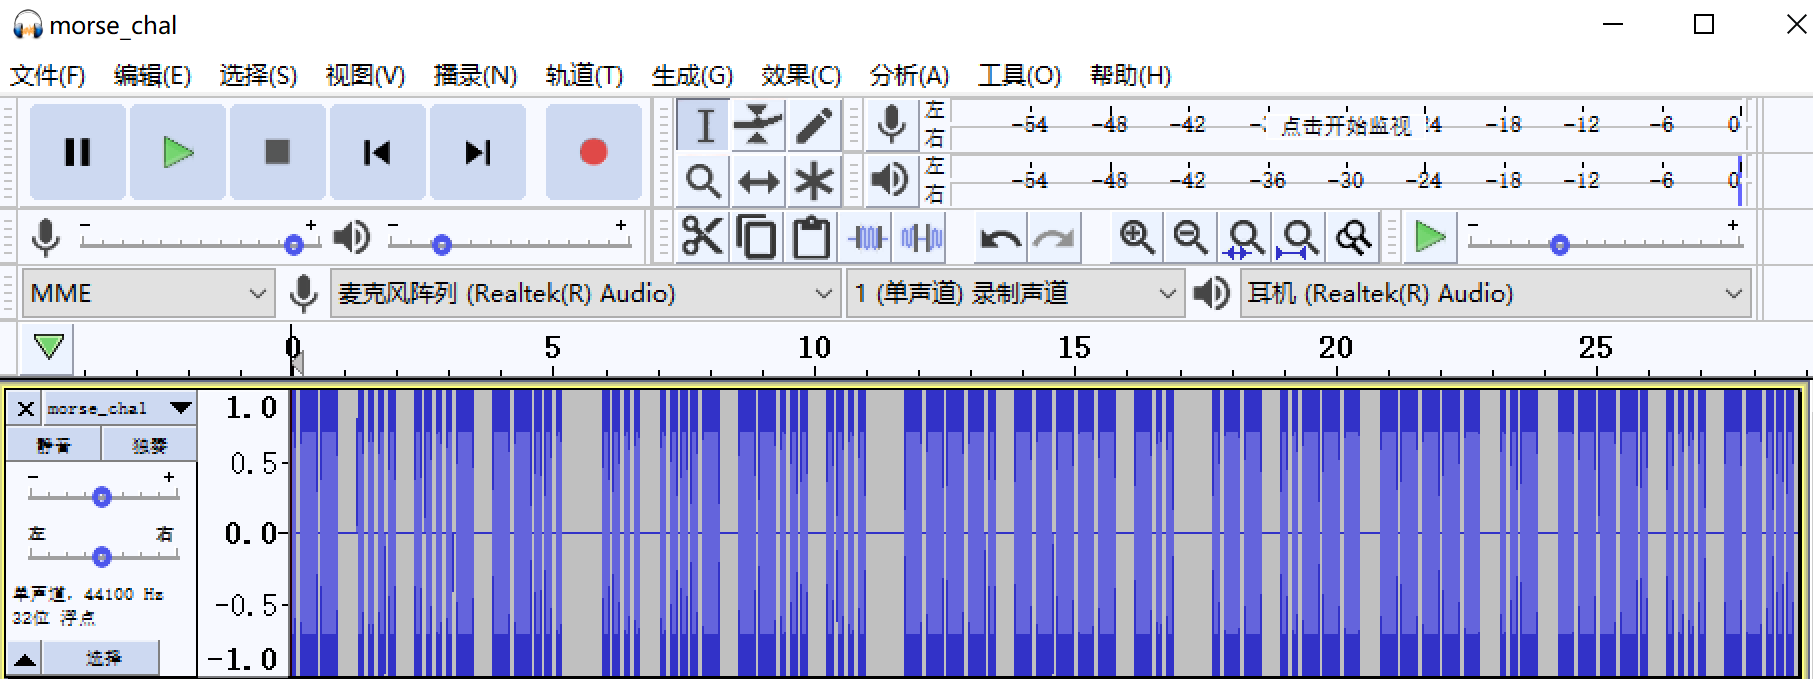 morse_chal
文件(F) 编辑(E) 选择(S) 视图(V) 播录(N) 轨道(T) 生成(G) 效果(C) 分析(A) 工具(O) 帮助(H)
左 右 -54 -48 -42 点击开始监视 -18 -12 -6 0
左 右 -54 -48 -42 -36 -30 -24 -18 -12 -6 0
- + - + - +
MME 麦克风阵列 (Realtek(R) Audio) 1 (单声道) 录制声道 耳机 (Realtek(R) Audio)
0 5 10 15 20 25
morse_chal
静音 独奏
- +
左 右
单声道, 44100 Hz
32位 浮点
选择
1.0
0.5
0.0
-0.5
-1.0